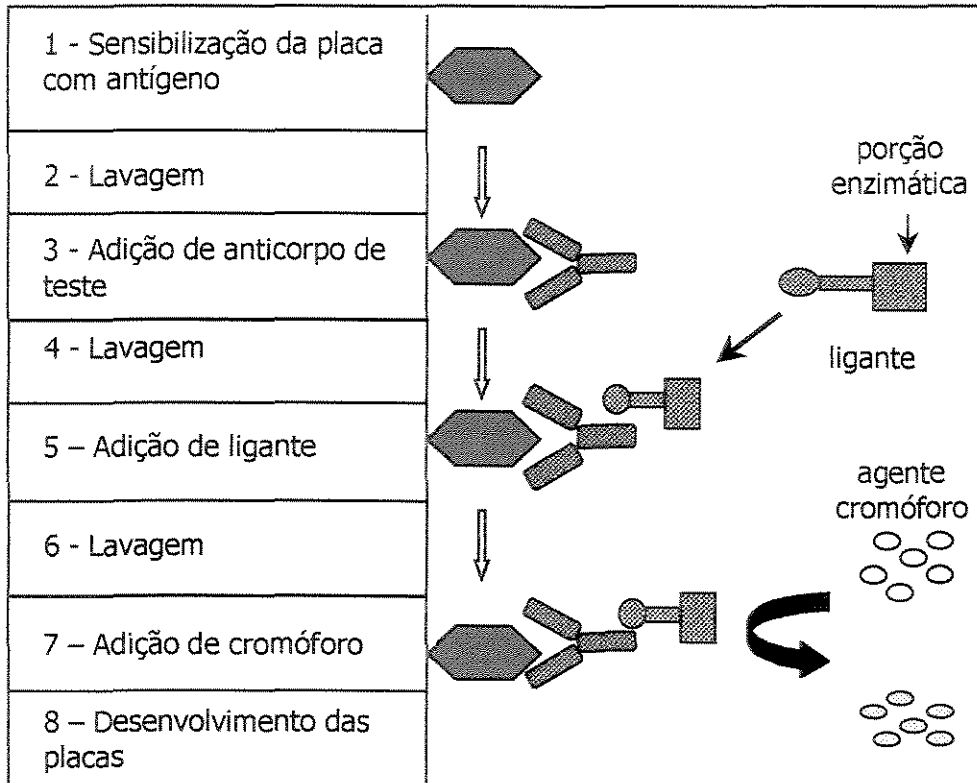 1 - Sensibilização da placa
com antígeno
2 - Lavagem
3 - Adição de anticorpo de
teste
4 - Lavagem
5 – Adição de ligante
6 - Lavagem
7 – Adição de cromóforo
8 – Desenvolvimento das
placas
porção
enzimática
ligante
agente
cromóforo